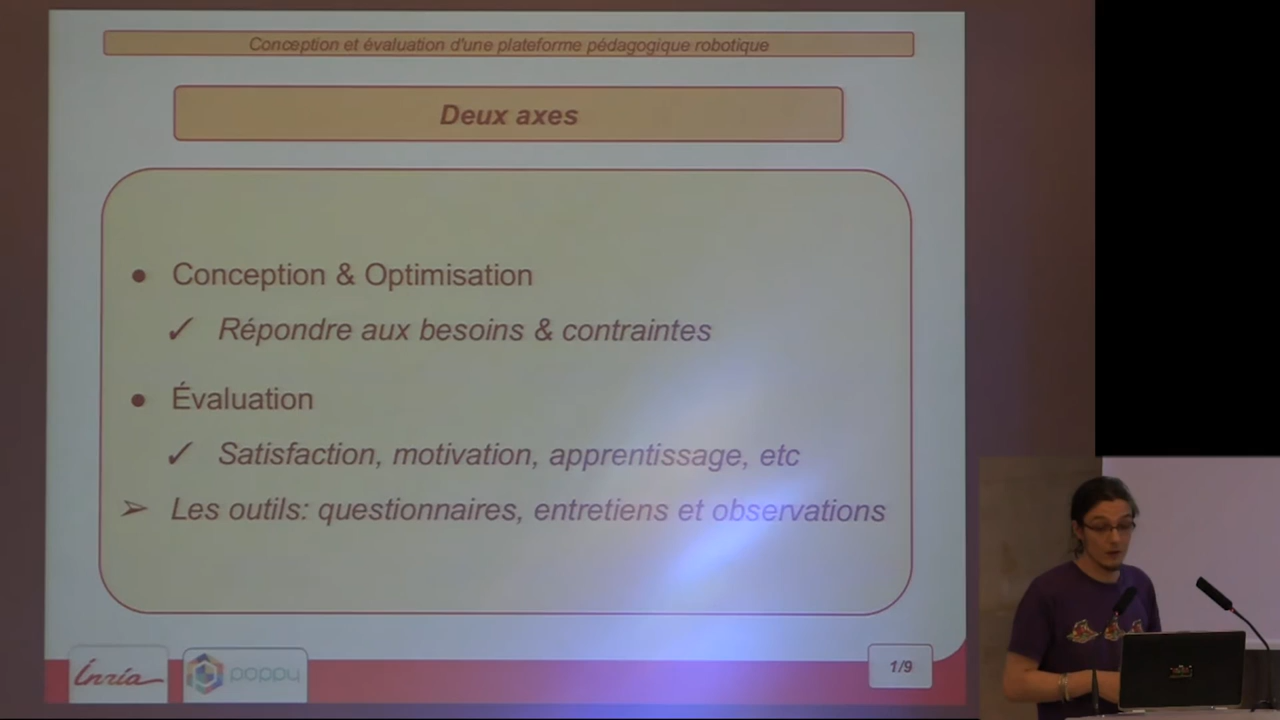 Conception et évaluation d'une plateforme pédagogique robotique
Deux axes
● Conception & Optimisation
✓ Répondre aux besoins & contraintes
● Évaluation
✓ Satisfaction, motivation, apprentissage, etc
➢ Les outils: questionnaires, entretiens et observations
Inria
poppy
1/9